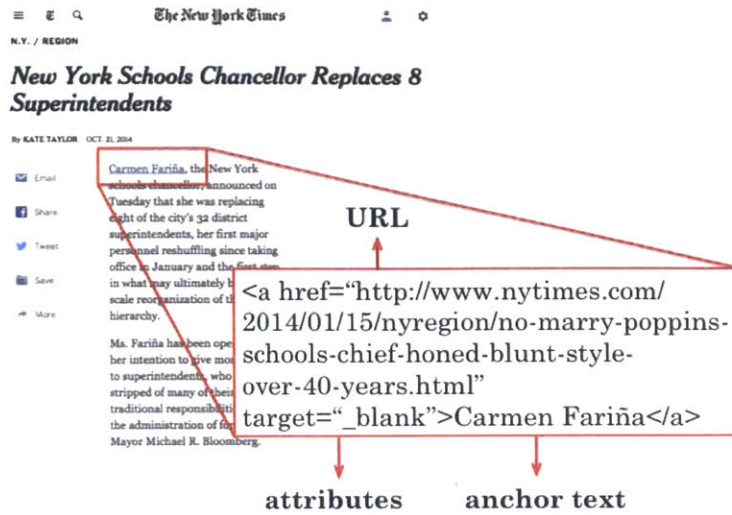 The New York Times
N.Y. / REGION
New York Schools Chancellor Replaces 8
Superintendents
By KATE TAYLOR OCT. 21, 2014
Email
Share
Tweet
Save
More
Carmen Fariña, the New York
schools chancellor, announced on
Tuesday that she was replacing
eight of the city's 32 district
superintendents, her first major
personnel reshuffling since taking
office in January and the first step
in what may ultimately b
scale reorganization of th
hierarchy.
Ms. Fariña has been ope
her intention to give mor
to superintendents, who
stripped of many of their
traditional responsibiliti
the administration of for
Mayor Michael R. Bloomberg.
URL
<a href="http://www.nytimes.com/
2014/01/15/nyregion/no-marry-poppins-
schools-chief-honed-blunt-style-
over-40-years.html"
target="_blank">Carmen Fariña</a>
attributes
anchor text